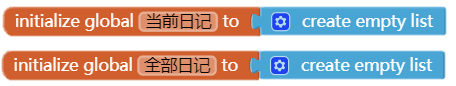 initialize global 当前日记 to create empty list
initialize global 全部日记 to create empty list